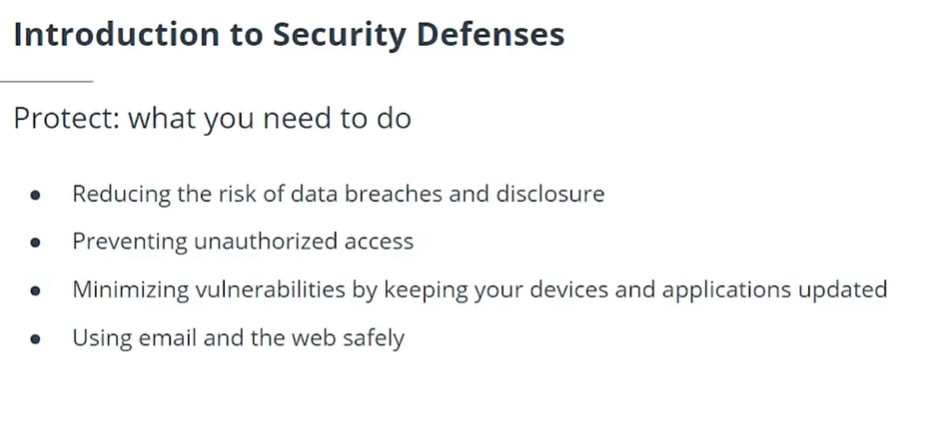 Introduction to Security Defenses
Protect: what you need to do
● Reducing the risk of data breaches and disclosure
● Preventing unauthorized access
● Minimizing vulnerabilities by keeping your devices and applications updated
● Using email and the web safely